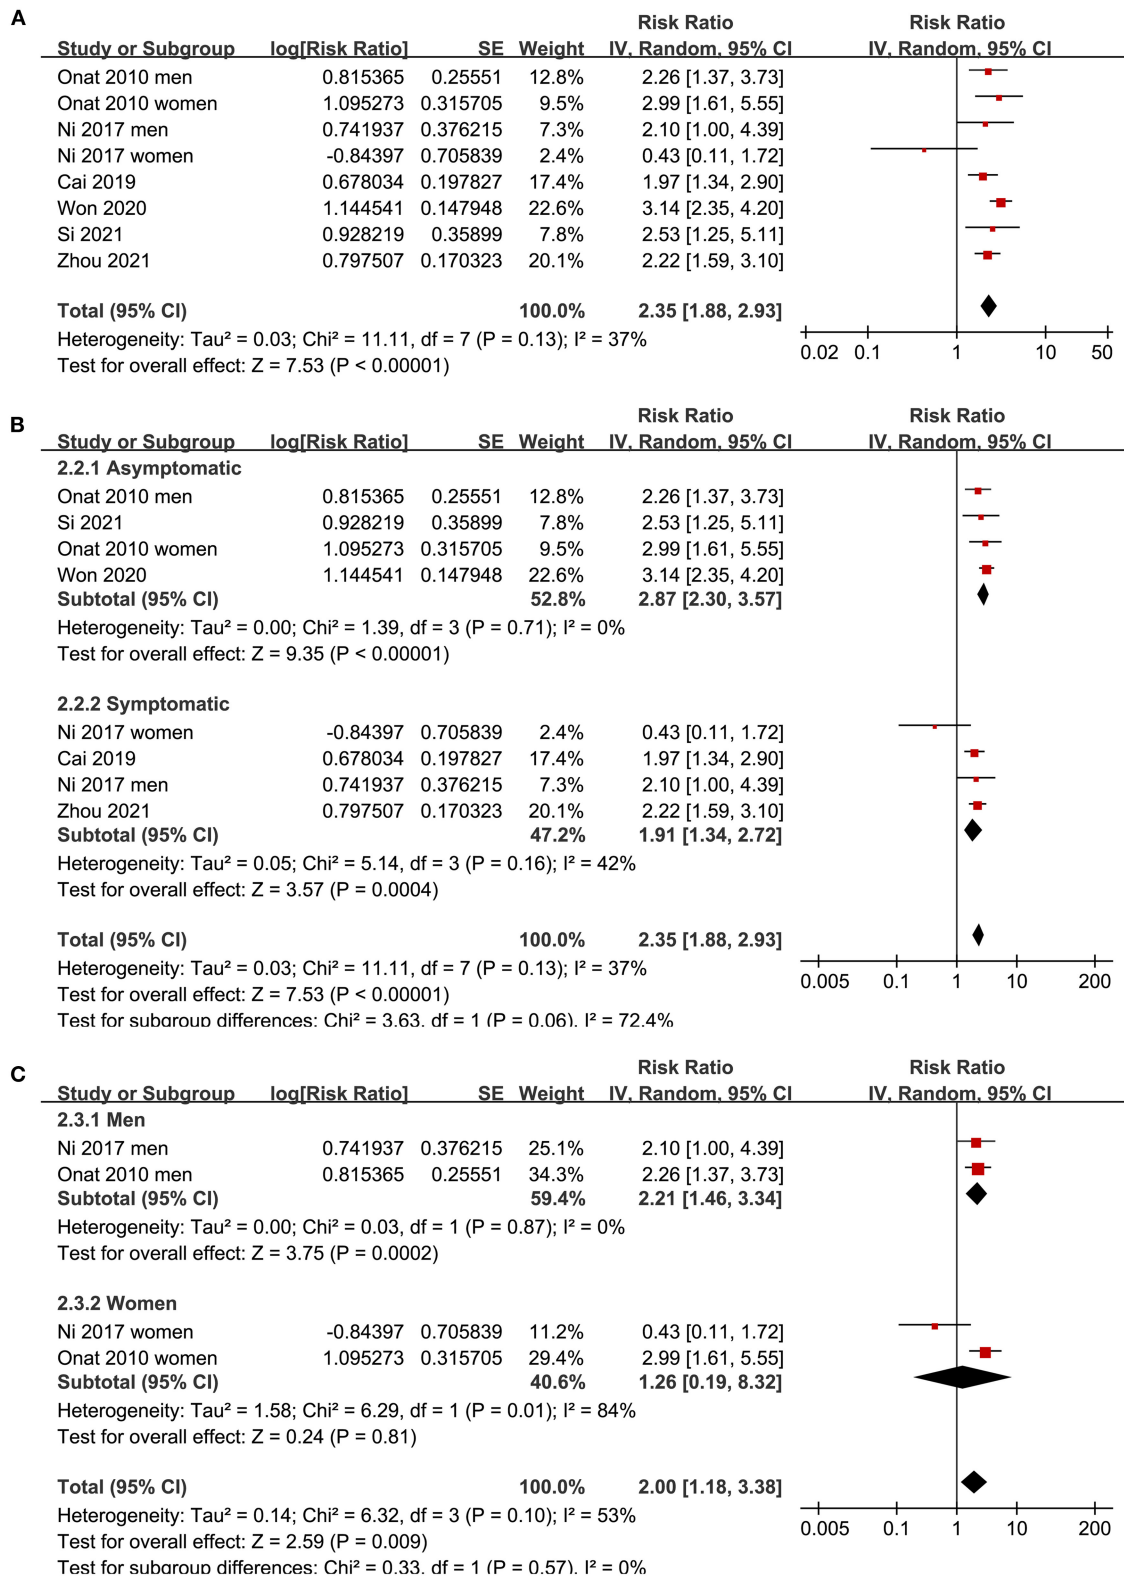 A
Risk Ratio Risk Ratio
Study or Subgroup log[Risk Ratio] SE Weight IV, Random, 95% CI IV, Random, 95% CI
Onat 2010 men 0.815365 0.25551 12.8% 2.26 [1.37, 3.73]
Onat 2010 women 1.095273 0.315705 9.5% 2.99 [1.61, 5.55]
Ni 2017 men 0.741937 0.376215 7.3% 2.10 [1.00, 4.39]
Ni 2017 women -0.84397 0.705839 2.4% 0.43 [0.11, 1.72]
Cai 2019 0.678034 0.197827 17.4% 1.97 [1.34, 2.90]
Won 2020 1.144541 0.147948 22.6% 3.14 [2.35, 4.20]
Si 2021 0.928219 0.35899 7.8% 2.53 [1.25, 5.11]
Zhou 2021 0.797507 0.170323 20.1% 2.22 [1.59, 3.10]
Total (95% CI) 100.0% 2.35 [1.88, 2.93]
Heterogeneity: Tau² = 0.03; Chi² = 11.11, df = 7 (P = 0.13); I² = 37%
0.02 0.1 1 10 50
Test for overall effect: Z = 7.53 (P < 0.00001)
B
Risk Ratio Risk Ratio
Study or Subgroup log[Risk Ratio] SE Weight IV, Random, 95% CI IV, Random, 95% CI
2.2.1 Asymptomatic
Onat 2010 men 0.815365 0.25551 12.8% 2.26 [1.37, 3.73]
Si 2021 0.928219 0.35899 7.8% 2.53 [1.25, 5.11]
Onat 2010 women 1.095273 0.315705 9.5% 2.99 [1.61, 5.55]
Won 2020 1.144541 0.147948 22.6% 3.14 [2.35, 4.20]
Subtotal (95% CI) 52.8% 2.87 [2.30, 3.57]
Heterogeneity: Tau² = 0.00; Chi² = 1.39, df = 3 (P = 0.71); I² = 0%
Test for overall effect: Z = 9.35 (P < 0.00001)
2.2.2 Symptomatic
Ni 2017 women -0.84397 0.705839 2.4% 0.43 [0.11, 1.72]
Cai 2019 0.678034 0.197827 17.4% 1.97 [1.34, 2.90]
Ni 2017 men 0.741937 0.376215 7.3% 2.10 [1.00, 4.39]
Zhou 2021 0.797507 0.170323 20.1% 2.22 [1.59, 3.10]
Subtotal (95% CI) 47.2% 1.91 [1.34, 2.72]
Heterogeneity: Tau² = 0.05; Chi² = 5.14, df = 3 (P = 0.16); I² = 42%
Test for overall effect: Z = 3.57 (P = 0.0004)
Total (95% CI) 100.0% 2.35 [1.88, 2.93]
Heterogeneity: Tau² = 0.03; Chi² = 11.11, df = 7 (P = 0.13); I² = 37%
0.005 0.1 1 10 200
Test for overall effect: Z = 7.53 (P < 0.00001)
Test for subgroup differences: Chi² = 3.63, df = 1 (P = 0.06), I² = 72.4%
C
Risk Ratio Risk Ratio
Study or Subgroup log[Risk Ratio] SE Weight IV, Random, 95% CI IV, Random, 95% CI
2.3.1 Men
Ni 2017 men 0.741937 0.376215 25.1% 2.10 [1.00, 4.39]
Onat 2010 men 0.815365 0.25551 34.3% 2.26 [1.37, 3.73]
Subtotal (95% CI) 59.4% 2.21 [1.46, 3.34]
Heterogeneity: Tau² = 0.00; Chi² = 0.03, df = 1 (P = 0.87); I² = 0%
Test for overall effect: Z = 3.75 (P = 0.0002)
2.3.2 Women
Ni 2017 women -0.84397 0.705839 11.2% 0.43 [0.11, 1.72]
Onat 2010 women 1.095273 0.315705 29.4% 2.99 [1.61, 5.55]
Subtotal (95% CI) 40.6% 1.26 [0.19, 8.32]
Heterogeneity: Tau² = 1.58; Chi² = 6.29, df = 1 (P = 0.01); I² = 84%
Test for overall effect: Z = 0.24 (P = 0.81)
Total (95% CI) 100.0% 2.00 [1.18, 3.38]
Heterogeneity: Tau² = 0.14; Chi² = 6.32, df = 3 (P = 0.10); I² = 53%
0.005 0.1 1 10 200
Test for overall effect: Z = 2.59 (P = 0.009)
Test for subgroup differences: Chi² = 0.33, df = 1 (P = 0.57), I² = 0%